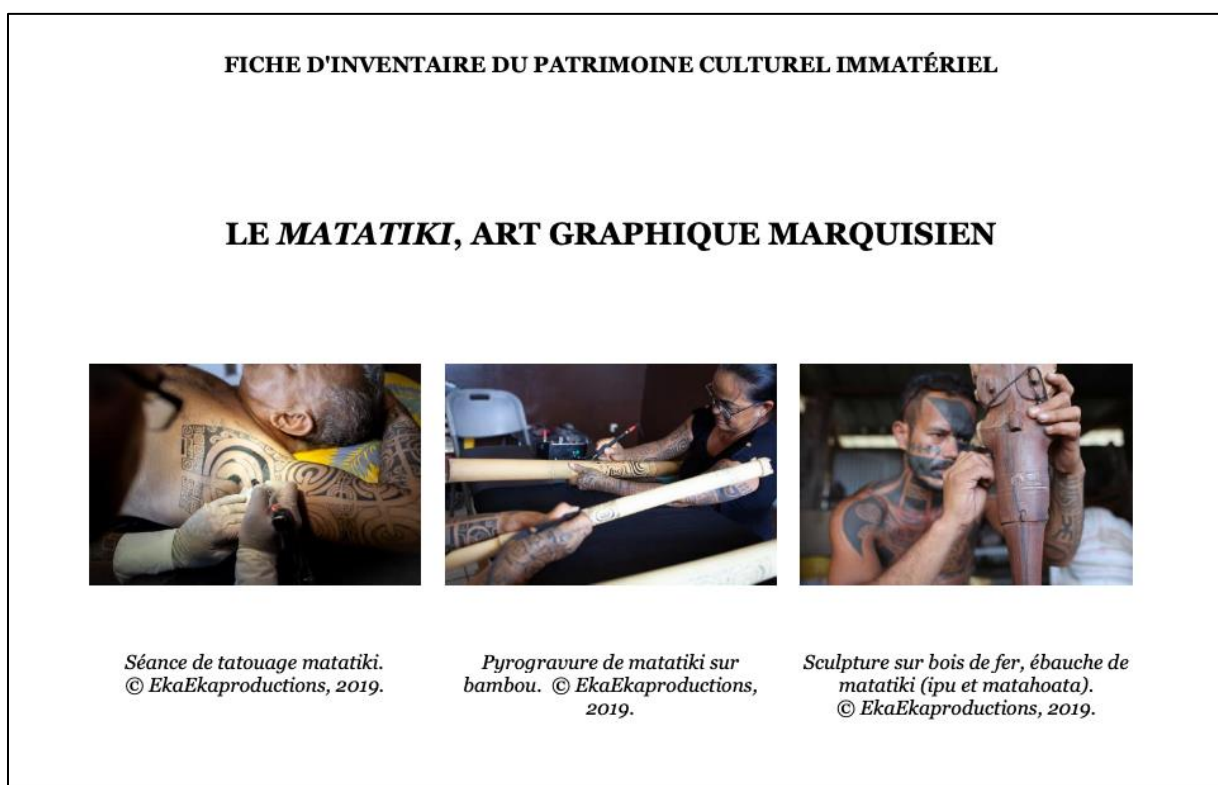 FICHE D'INVENTAIRE DU PATRIMOINE CULTUREL IMMATÉRIEL
LE MATATIKI, ART GRAPHIQUE MARQUISIEN
Séance de tatouage matatiki.
© EkaEkaproductions, 2019.
Pyrogravure de matatiki sur
bambou. © EkaEkaproductions,
2019.
Sculpture sur bois de fer, ébauche de
matatiki (ipu et matahoata).
© EkaEkaproductions, 2019.